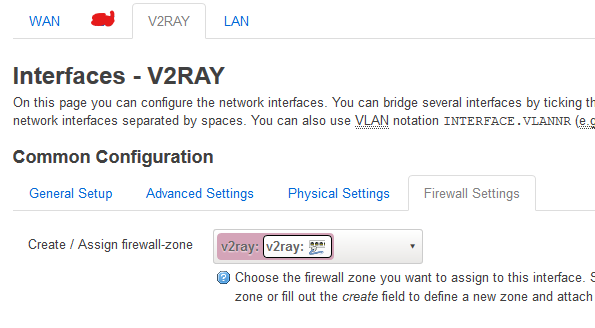 WAN V2RAY LAN
Interfaces - V2RAY
On this page you can configure the network interfaces. You can bridge several interfaces by ticking th
network interfaces separated by spaces. You can also use VLAN notation INTERFACE.VLANNR (e.g
Common Configuration
General Setup Advanced Settings Physical Settings Firewall Settings
Create / Assign firewall-zone v2ray: v2ray:
Choose the firewall zone you want to assign to this interface. S
zone or fill out the create field to define a new zone and attach